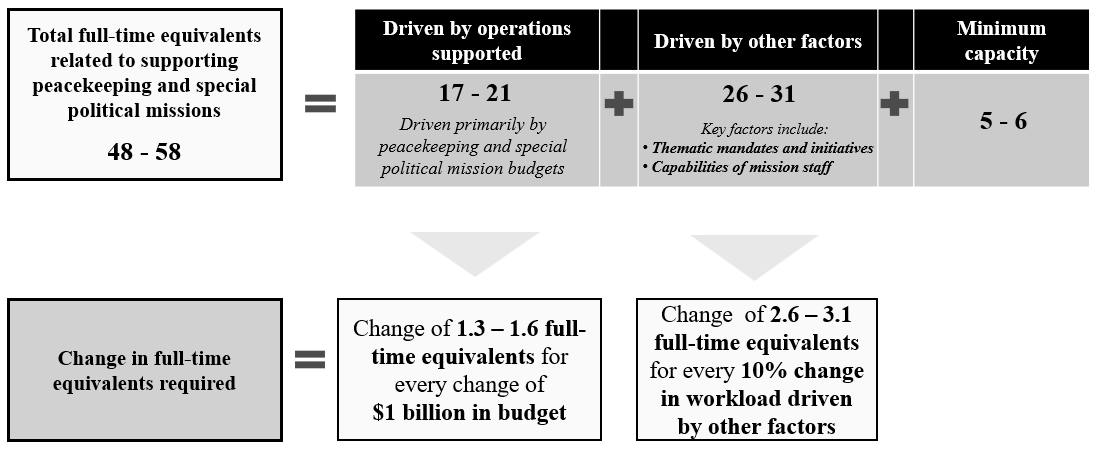 Total full-time equivalents
related to supporting
peacekeeping and special
political missions
48 - 58
=
Driven by operations
supported
17 - 21
Driven primarily by
peacekeeping and special
political mission budgets
+
Driven by other factors
26 - 31
Key factors include:
• Thematic mandates and initiatives
• Capabilities of mission staff
+
Minimum
capacity
5 - 6
Change in full-time
equivalents required
=
Change of 1.3 – 1.6 full-
time equivalents for
every change of
$1 billion in budget
Change of 2.6 – 3.1
full-time equivalents
for every 10% change
in workload driven
by other factors